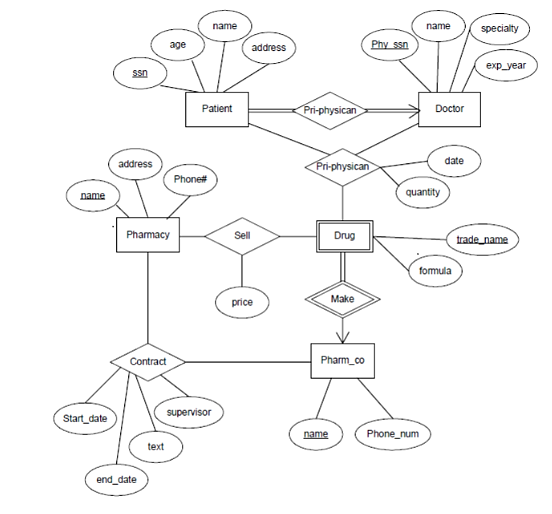 name
name
specialty
age
address
Phy_ssn
ssn
exp_year
Patient
Pri-physican
Doctor
address
date
Phone#
Pri-physican
name
quantity
Pharmacy
Sell
Drug
trade_name
formula
price
Make
Contract
Pharm_co
Start_date
supervisor
text
name
Phone_num
end_date